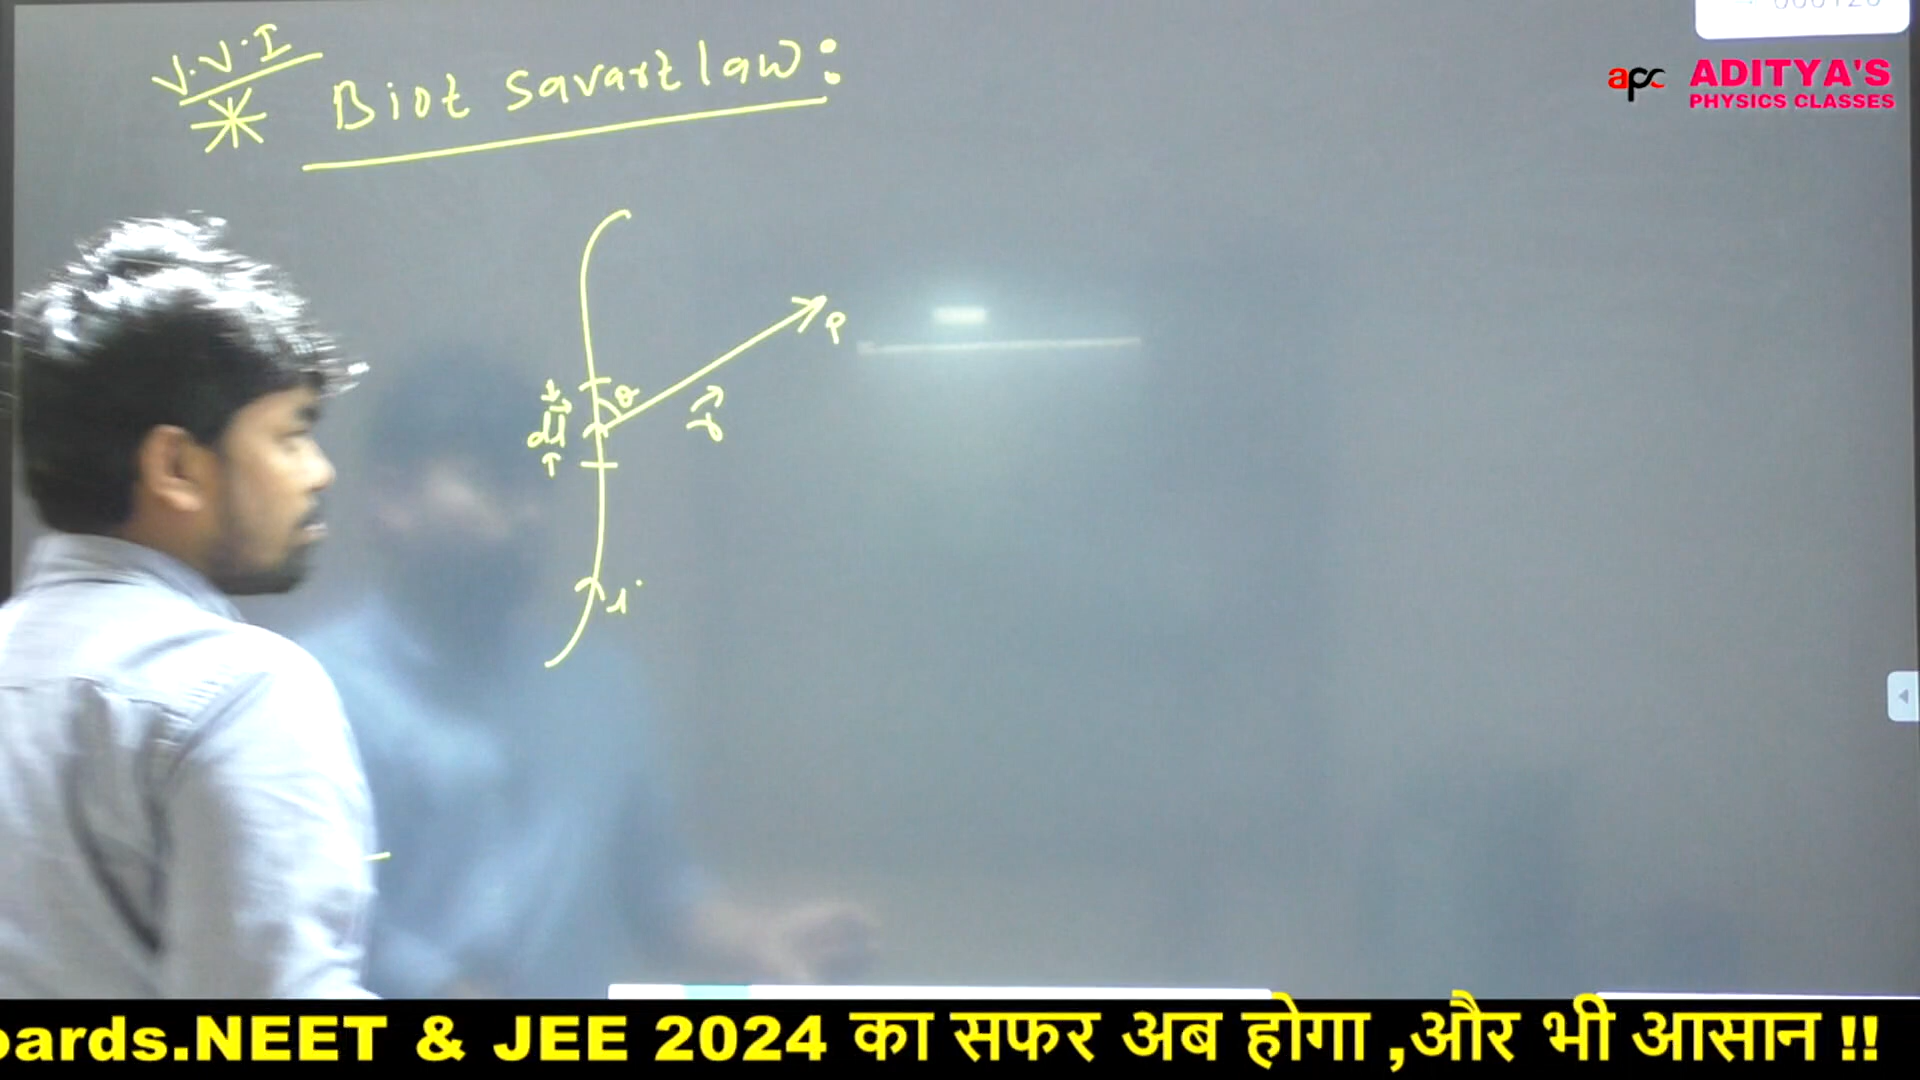 V.V.I
* Biot Savart law:
P
θ
dl
r
i
apc ADITYA'S
PHYSICS CLASSES
oards.NEET & JEE 2024 का सफर अब होगा ,और भी आसान !!